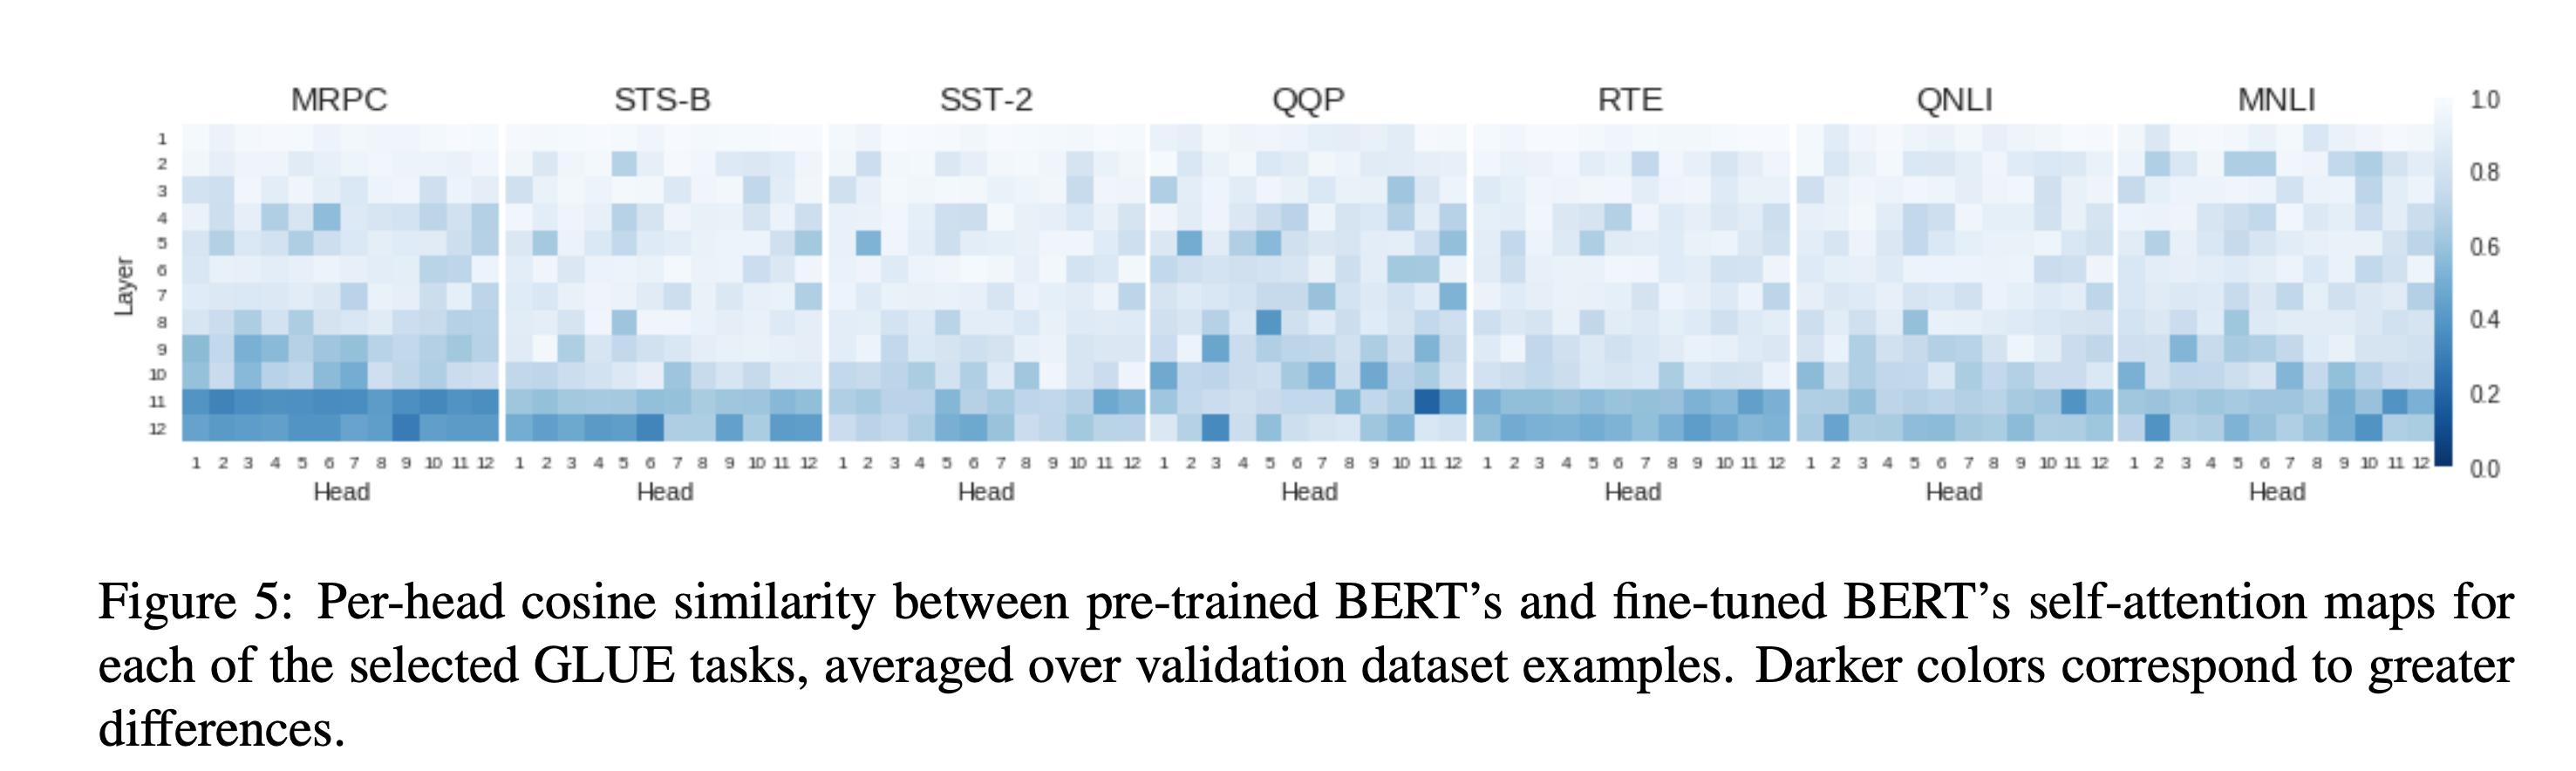 MRPC STS-B SST-2 QQP RTE QNLI MNLI
1.0
0.8
0.6
0.4
0.2
0.0
Layer
1
2
3
4
5
6
7
8
9
10
11
12
1 2 3 4 5 6 7 8 9 10 11 12 1 2 3 4 5 6 7 8 9 10 11 12 1 2 3 4 5 6 7 8 9 10 11 12 1 2 3 4 5 6 7 8 9 10 11 12 1 2 3 4 5 6 7 8 9 10 11 12 1 2 3 4 5 6 7 8 9 10 11 12 1 2 3 4 5 6 7 8 9 10 11 12
Head Head Head Head Head Head Head
Figure 5: Per-head cosine similarity between pre-trained BERT’s and fine-tuned BERT’s self-attention maps for
each of the selected GLUE tasks, averaged over validation dataset examples. Darker colors correspond to greater
differences.